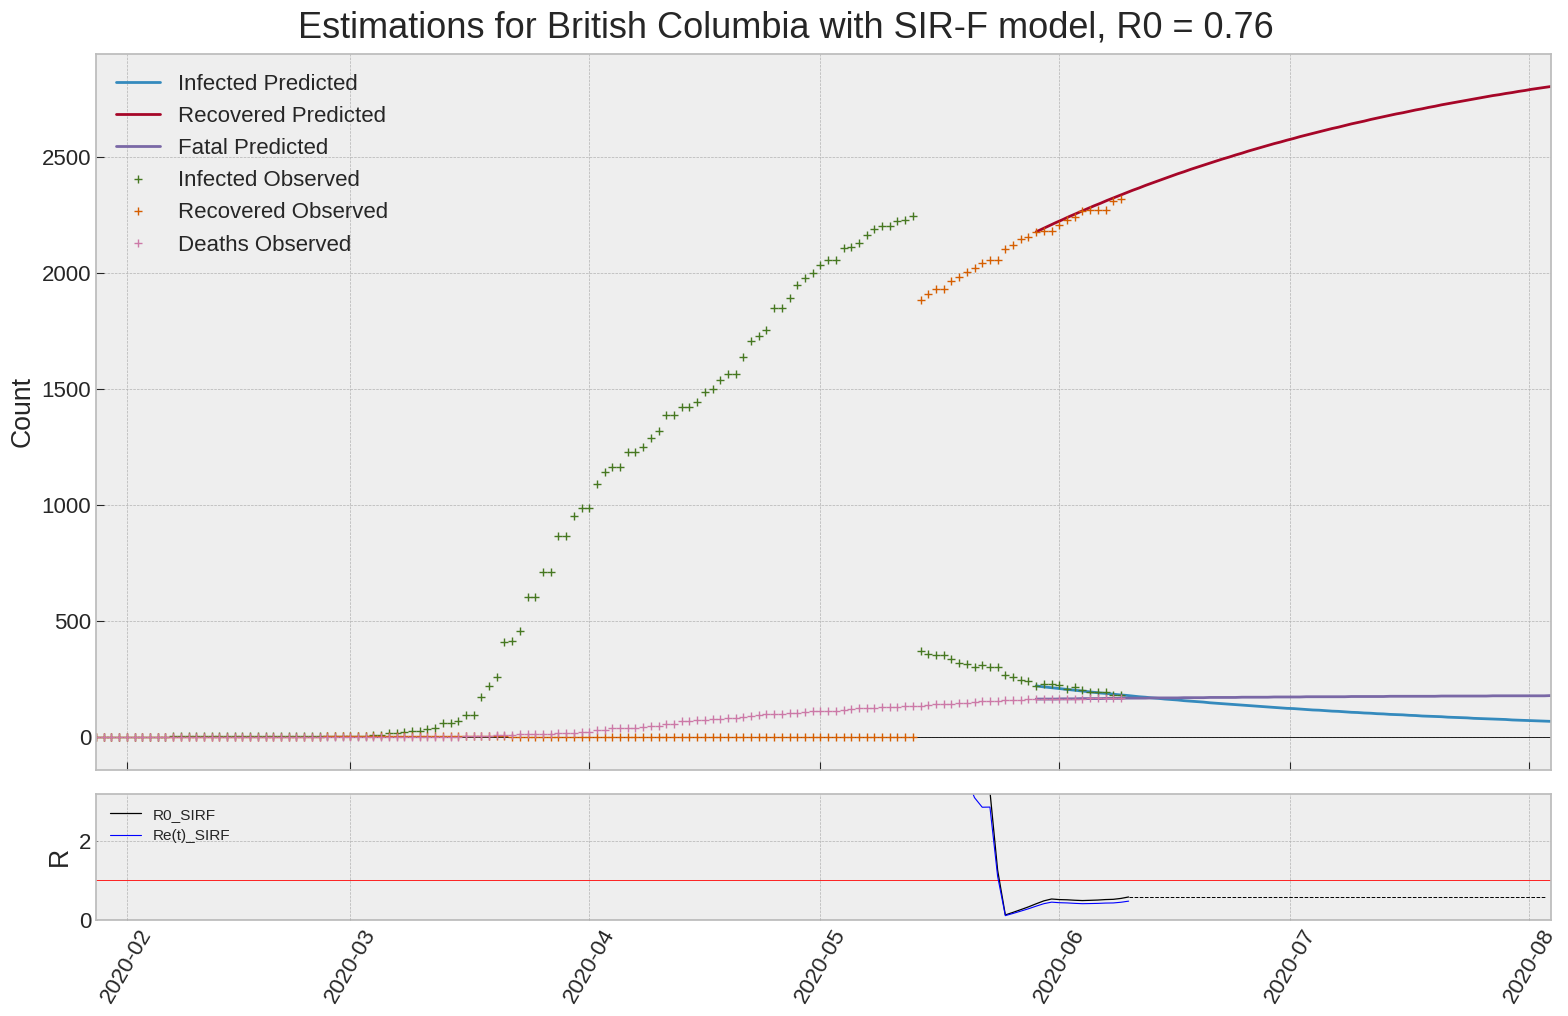 Estimations for British Columbia with SIR-F model, R0 = 0.76
Infected Predicted
Recovered Predicted
Fatal Predicted
Infected Observed
Recovered Observed
Deaths Observed
Count
2500
2000
1500
1000
500
0
R0_SIRF
Re(t)_SIRF
R
2
0
2020-02
2020-03
2020-04
2020-05
2020-06
2020-07
2020-08